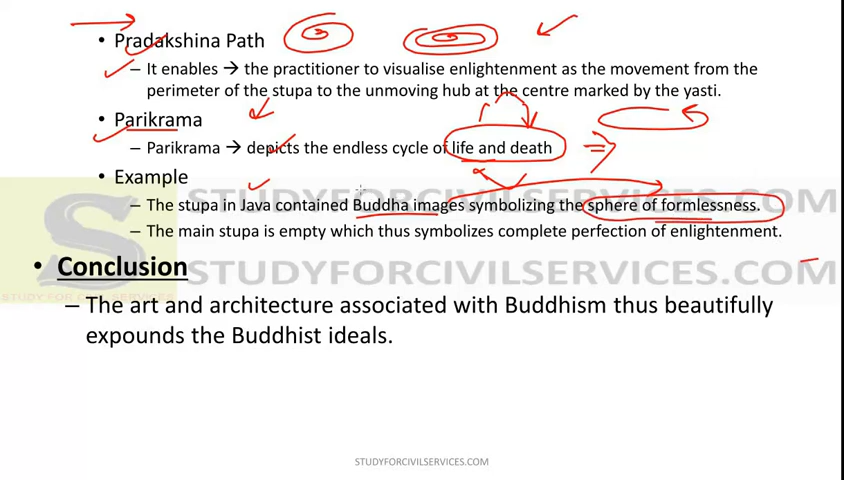 • Pradakshina Path
– It enables → the practitioner to visualise enlightenment as the movement from the
perimeter of the stupa to the unmoving hub at the centre marked by the yasti.
• Parikrama
– Parikrama → depicts the endless cycle of life and death
• Example
– The stupa in Java contained Buddha images symbolizing the sphere of formlessness.
– The main stupa is empty which thus symbolizes complete perfection of enlightenment.
STUDYFORCIVILSERVICES.COM
STUDYFORCIVILSERVICES.COM
S
STUDY FOR CIVIL SERVICES
• Conclusion
– The art and architecture associated with Buddhism thus beautifully
expounds the Buddhist ideals.
STUDYFORCIVILSERVICES.COM